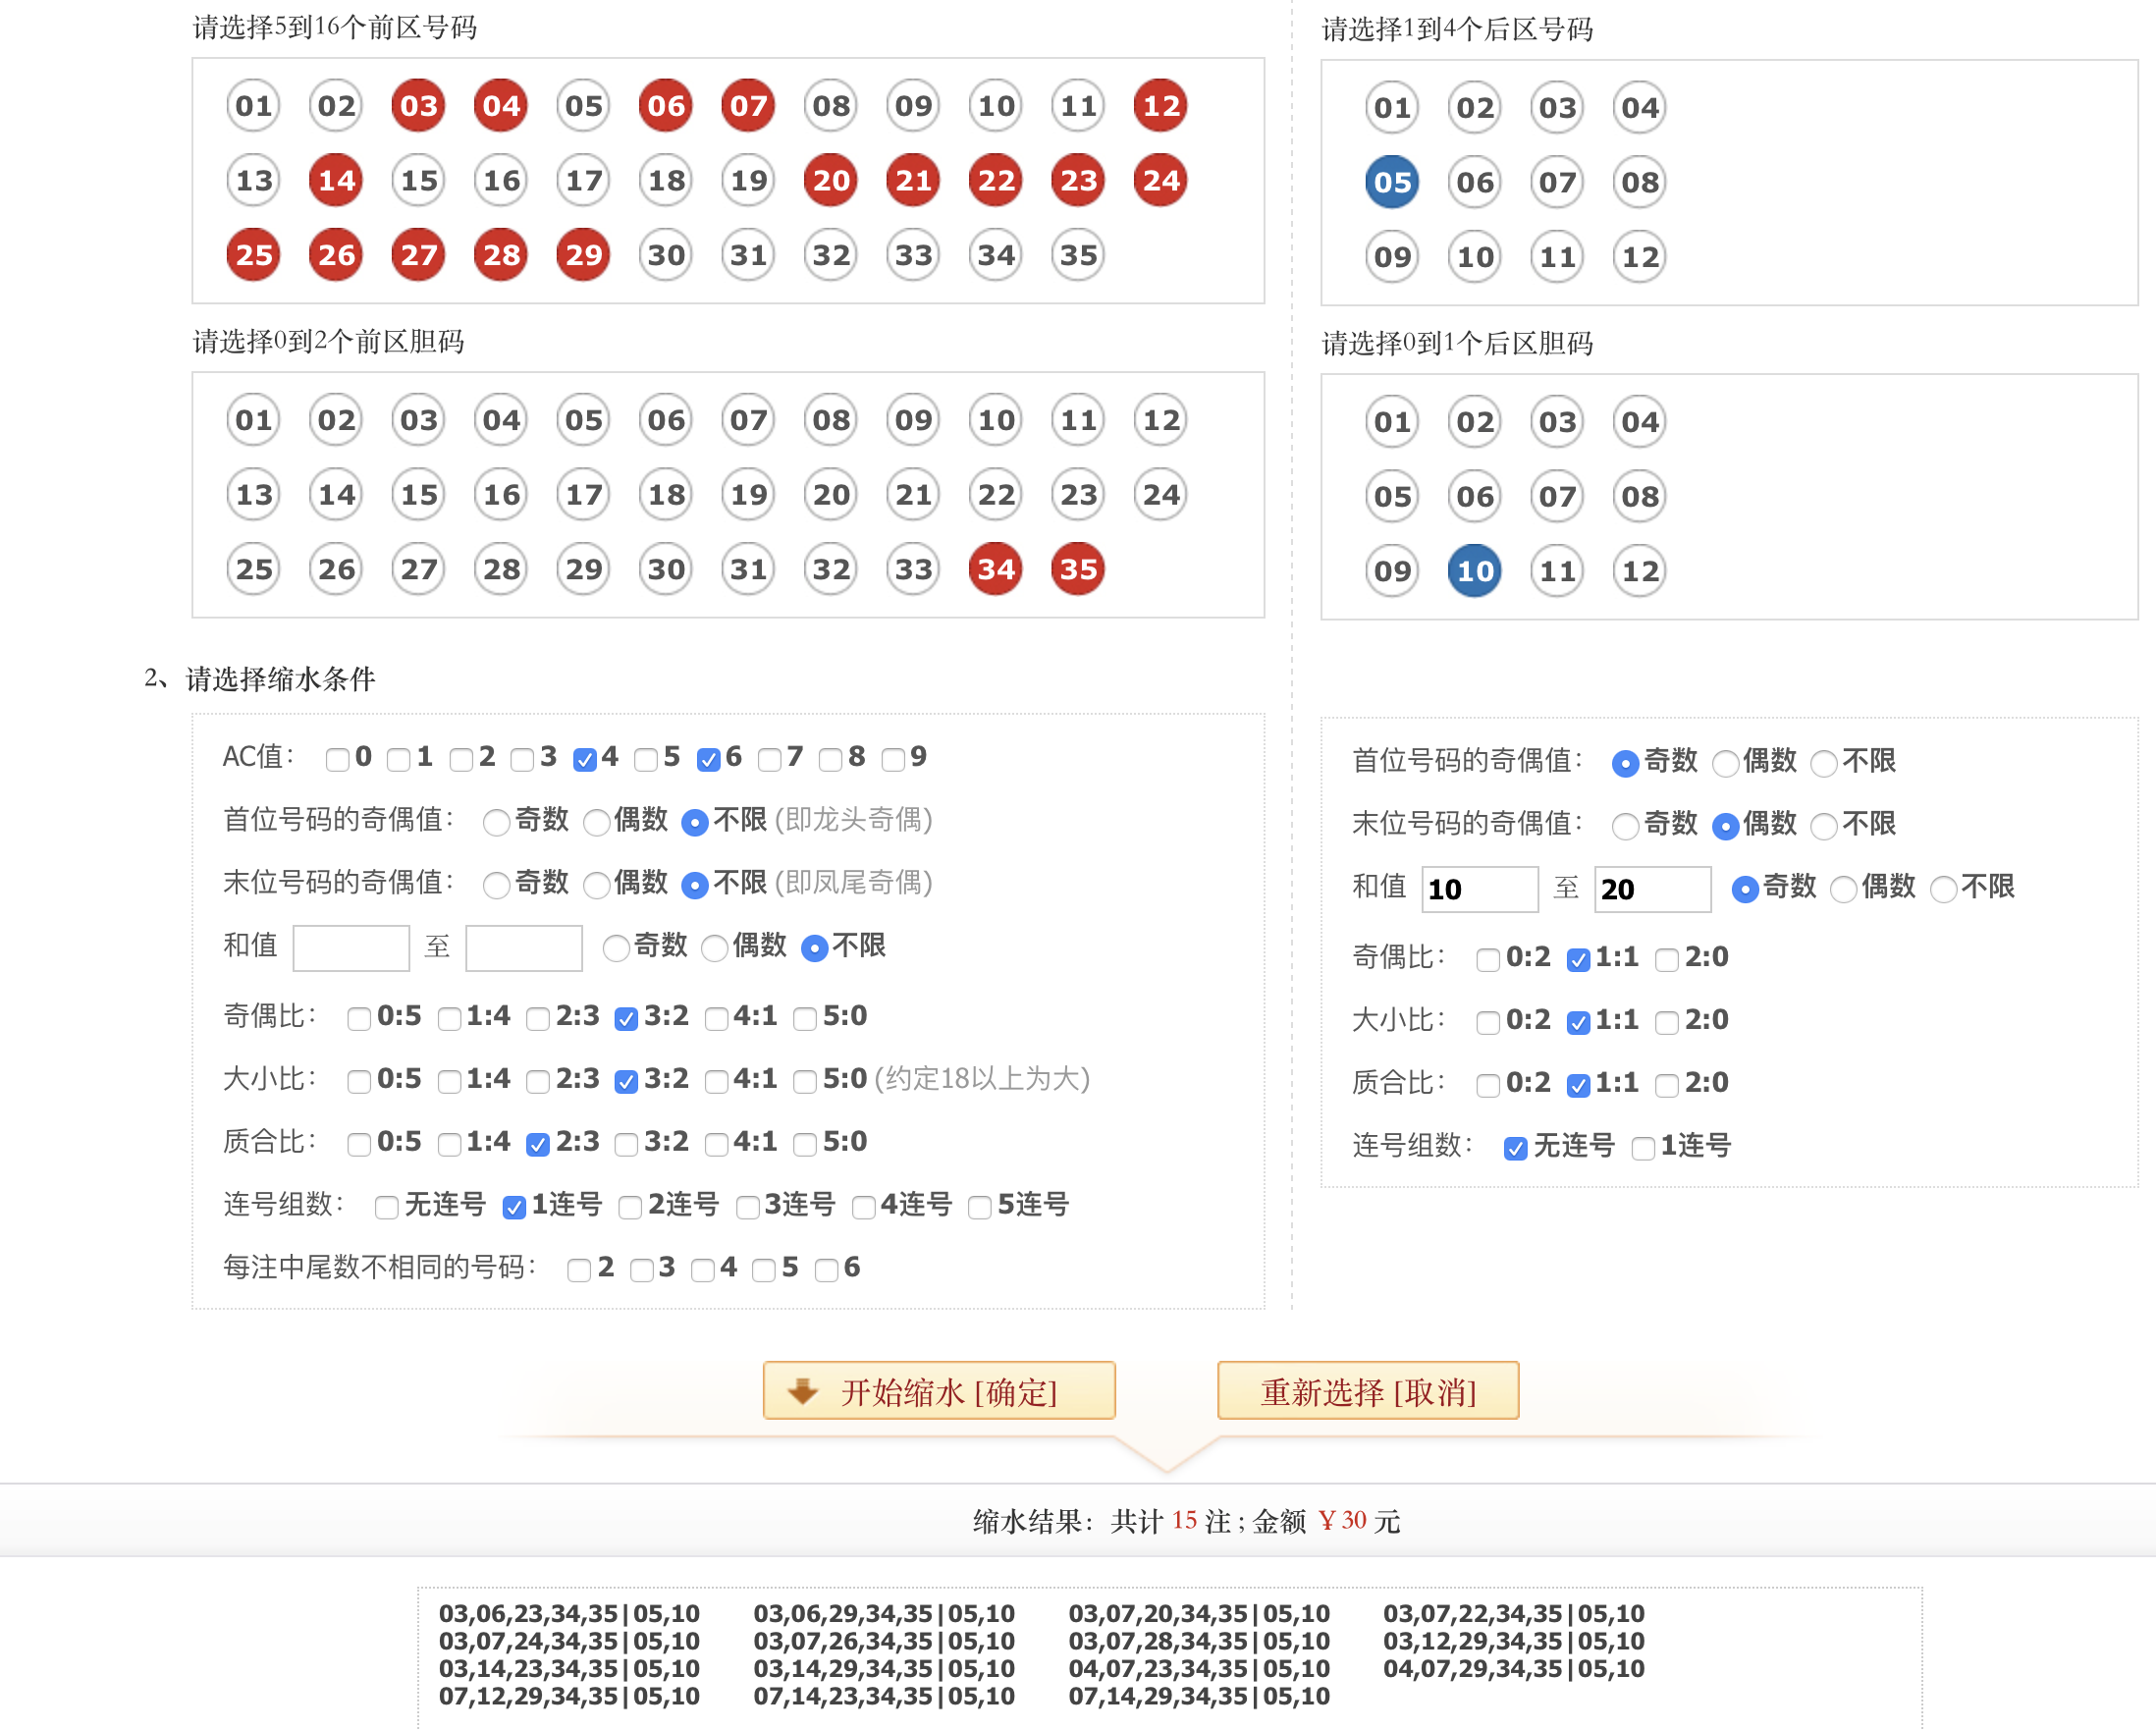 请选择5到16个前区号码
01 02 03 04 05 06 07 08 09 10 11 12
13 14 15 16 17 18 19 20 21 22 23 24
25 26 27 28 29 30 31 32 33 34 35
请选择1到4个后区号码
01 02 03 04
05 06 07 08
09 10 11 12
请选择0到2个前区胆码
01 02 03 04 05 06 07 08 09 10 11 12
13 14 15 16 17 18 19 20 21 22 23 24
25 26 27 28 29 30 31 32 33 34 35
请选择0到1个后区胆码
01 02 03 04
05 06 07 08
09 10 11 12
2、请选择缩水条件
AC值： 0 1 2 3 4 5 6 7 8 9
首位号码的奇偶值： 奇数 偶数 不限 (即龙头奇偶)
末位号码的奇偶值： 奇数 偶数 不限 (即凤尾奇偶)
和值 至 奇数 偶数 不限
奇偶比： 0:5 1:4 2:3 3:2 4:1 5:0
大小比： 0:5 1:4 2:3 3:2 4:1 5:0 (约定18以上为大)
质合比： 0:5 1:4 2:3 3:2 4:1 5:0
连号组数： 无连号 1连号 2连号 3连号 4连号 5连号
每注中尾数不相同的号码： 2 3 4 5 6
首位号码的奇偶值： 奇数 偶数 不限
末位号码的奇偶值： 奇数 偶数 不限
和值 10 至 20 奇数 偶数 不限
奇偶比： 0:2 1:1 2:0
大小比： 0:2 1:1 2:0
质合比： 0:2 1:1 2:0
连号组数： 无连号 1连号
开始缩水 [确定] 重新选择 [取消]
缩水结果：共计 15 注 ; 金额 ￥30 元
03,06,23,34,35|05,10 03,06,29,34,35|05,10 03,07,20,34,35|05,10 03,07,22,34,35|05,10
03,07,24,34,35|05,10 03,07,26,34,35|05,10 03,07,28,34,35|05,10 03,12,29,34,35|05,10
03,14,23,34,35|05,10 03,14,29,34,35|05,10 04,07,23,34,35|05,10 04,07,29,34,35|05,10
07,12,29,34,35|05,10 07,14,23,34,35|05,10 07,14,29,34,35|05,10